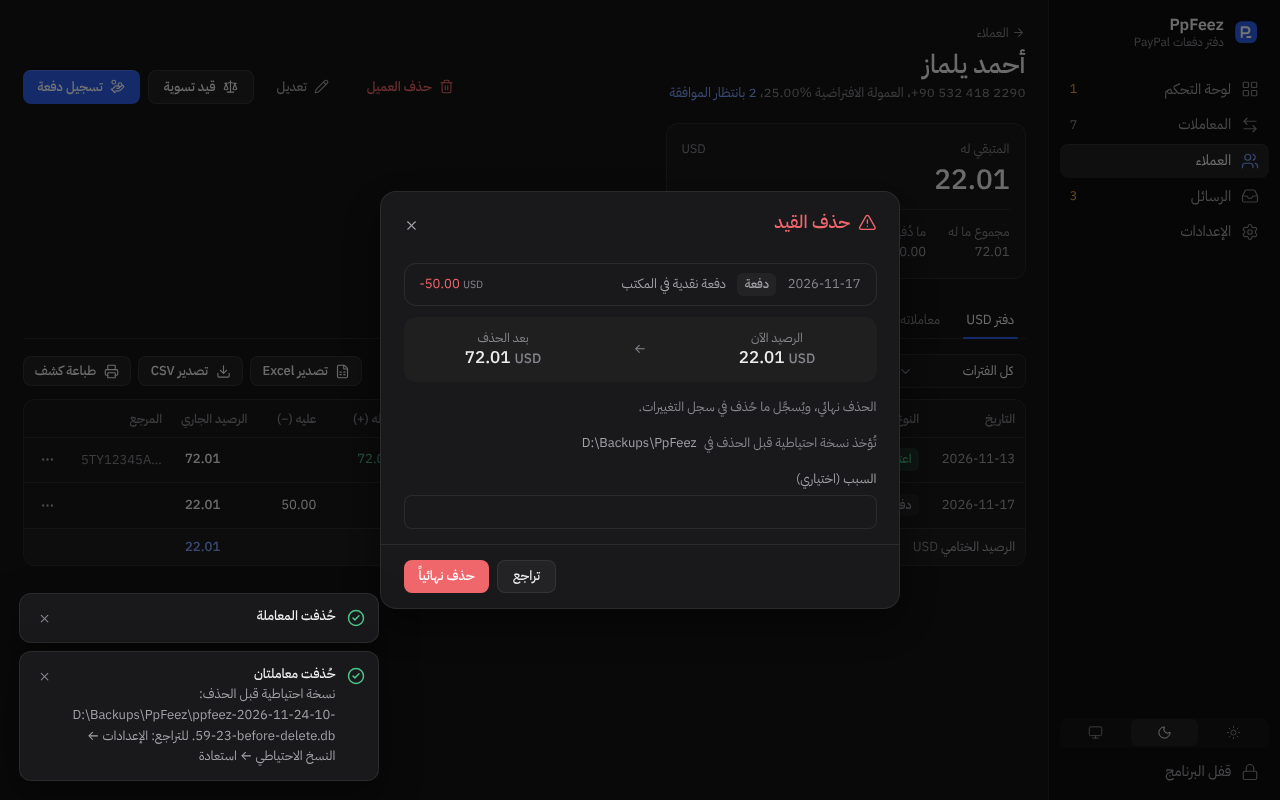 PpFeez
دفتر دفعات PayPal
لوحة التحكم 1
المعاملات 7
العملاء
الرسائل 3
الإعدادات
قفل البرنامج
العملاء
أحمد يلماز
+90 532 418 2290، العمولة الافتراضية 25.00%، 2 بانتظار الموافقة
حذف العميل
تعديل
قيد تسوية
تسجيل دفعة
المتبقي له USD
22.01
مجموع ما له
72.01
دفتر USD
كل الفترات
تصدير Excel
تصدير CSV
طباعة كشف
التاريخ
عليه (−) الرصيد الجاري المرجع
2026-11-13 72.01 5TY12345A...
2026-11-17 50.00 22.01
الرصيد الختامي USD 22.01
حذف القيد
2026-11-17 دفعة دفعة نقدية في المكتب -50.00 USD
الرصيد الآن ← بعد الحذف
22.01 USD 72.01 USD
الحذف نهائي، ويُسجَّل ما حُذف في سجل التغييرات.
تُؤخذ نسخة احتياطية قبل الحذف في D:\Backups\PpFeez
السبب (اختياري)
تراجع
حذف نهائياً
حُذفت المعاملة
حُذفت معاملتان
نسخة احتياطية قبل الحذف:
D:\Backups\PpFeez\ppfeez-2026-11-24-10-
59-23-before-delete.db. للتراجع: الإعدادات ←
النسخ الاحتياطي ← استعادة